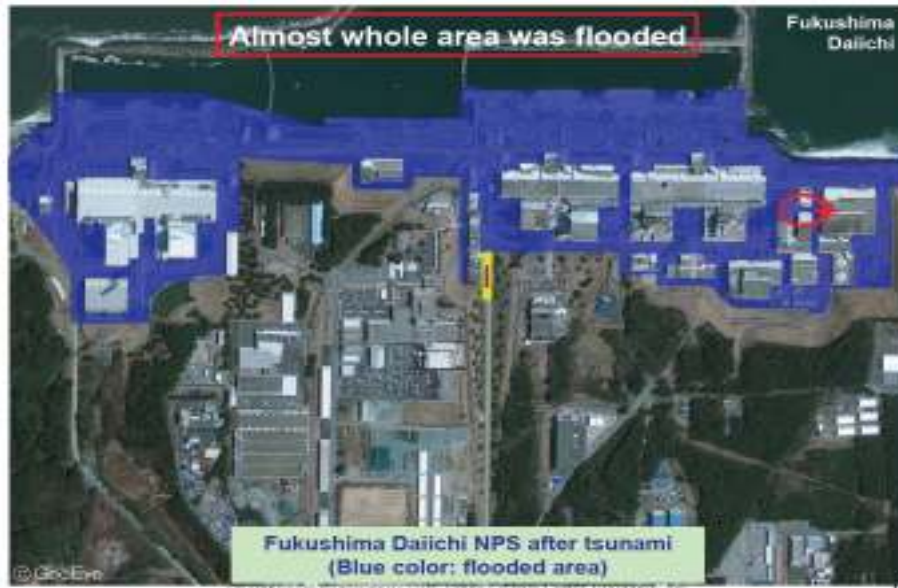 Almost whole area was flooded
Fukushima
Daiichi
Fukushima Daiichi NPS after tsunami
(Blue color: flooded area)
© GeoEye